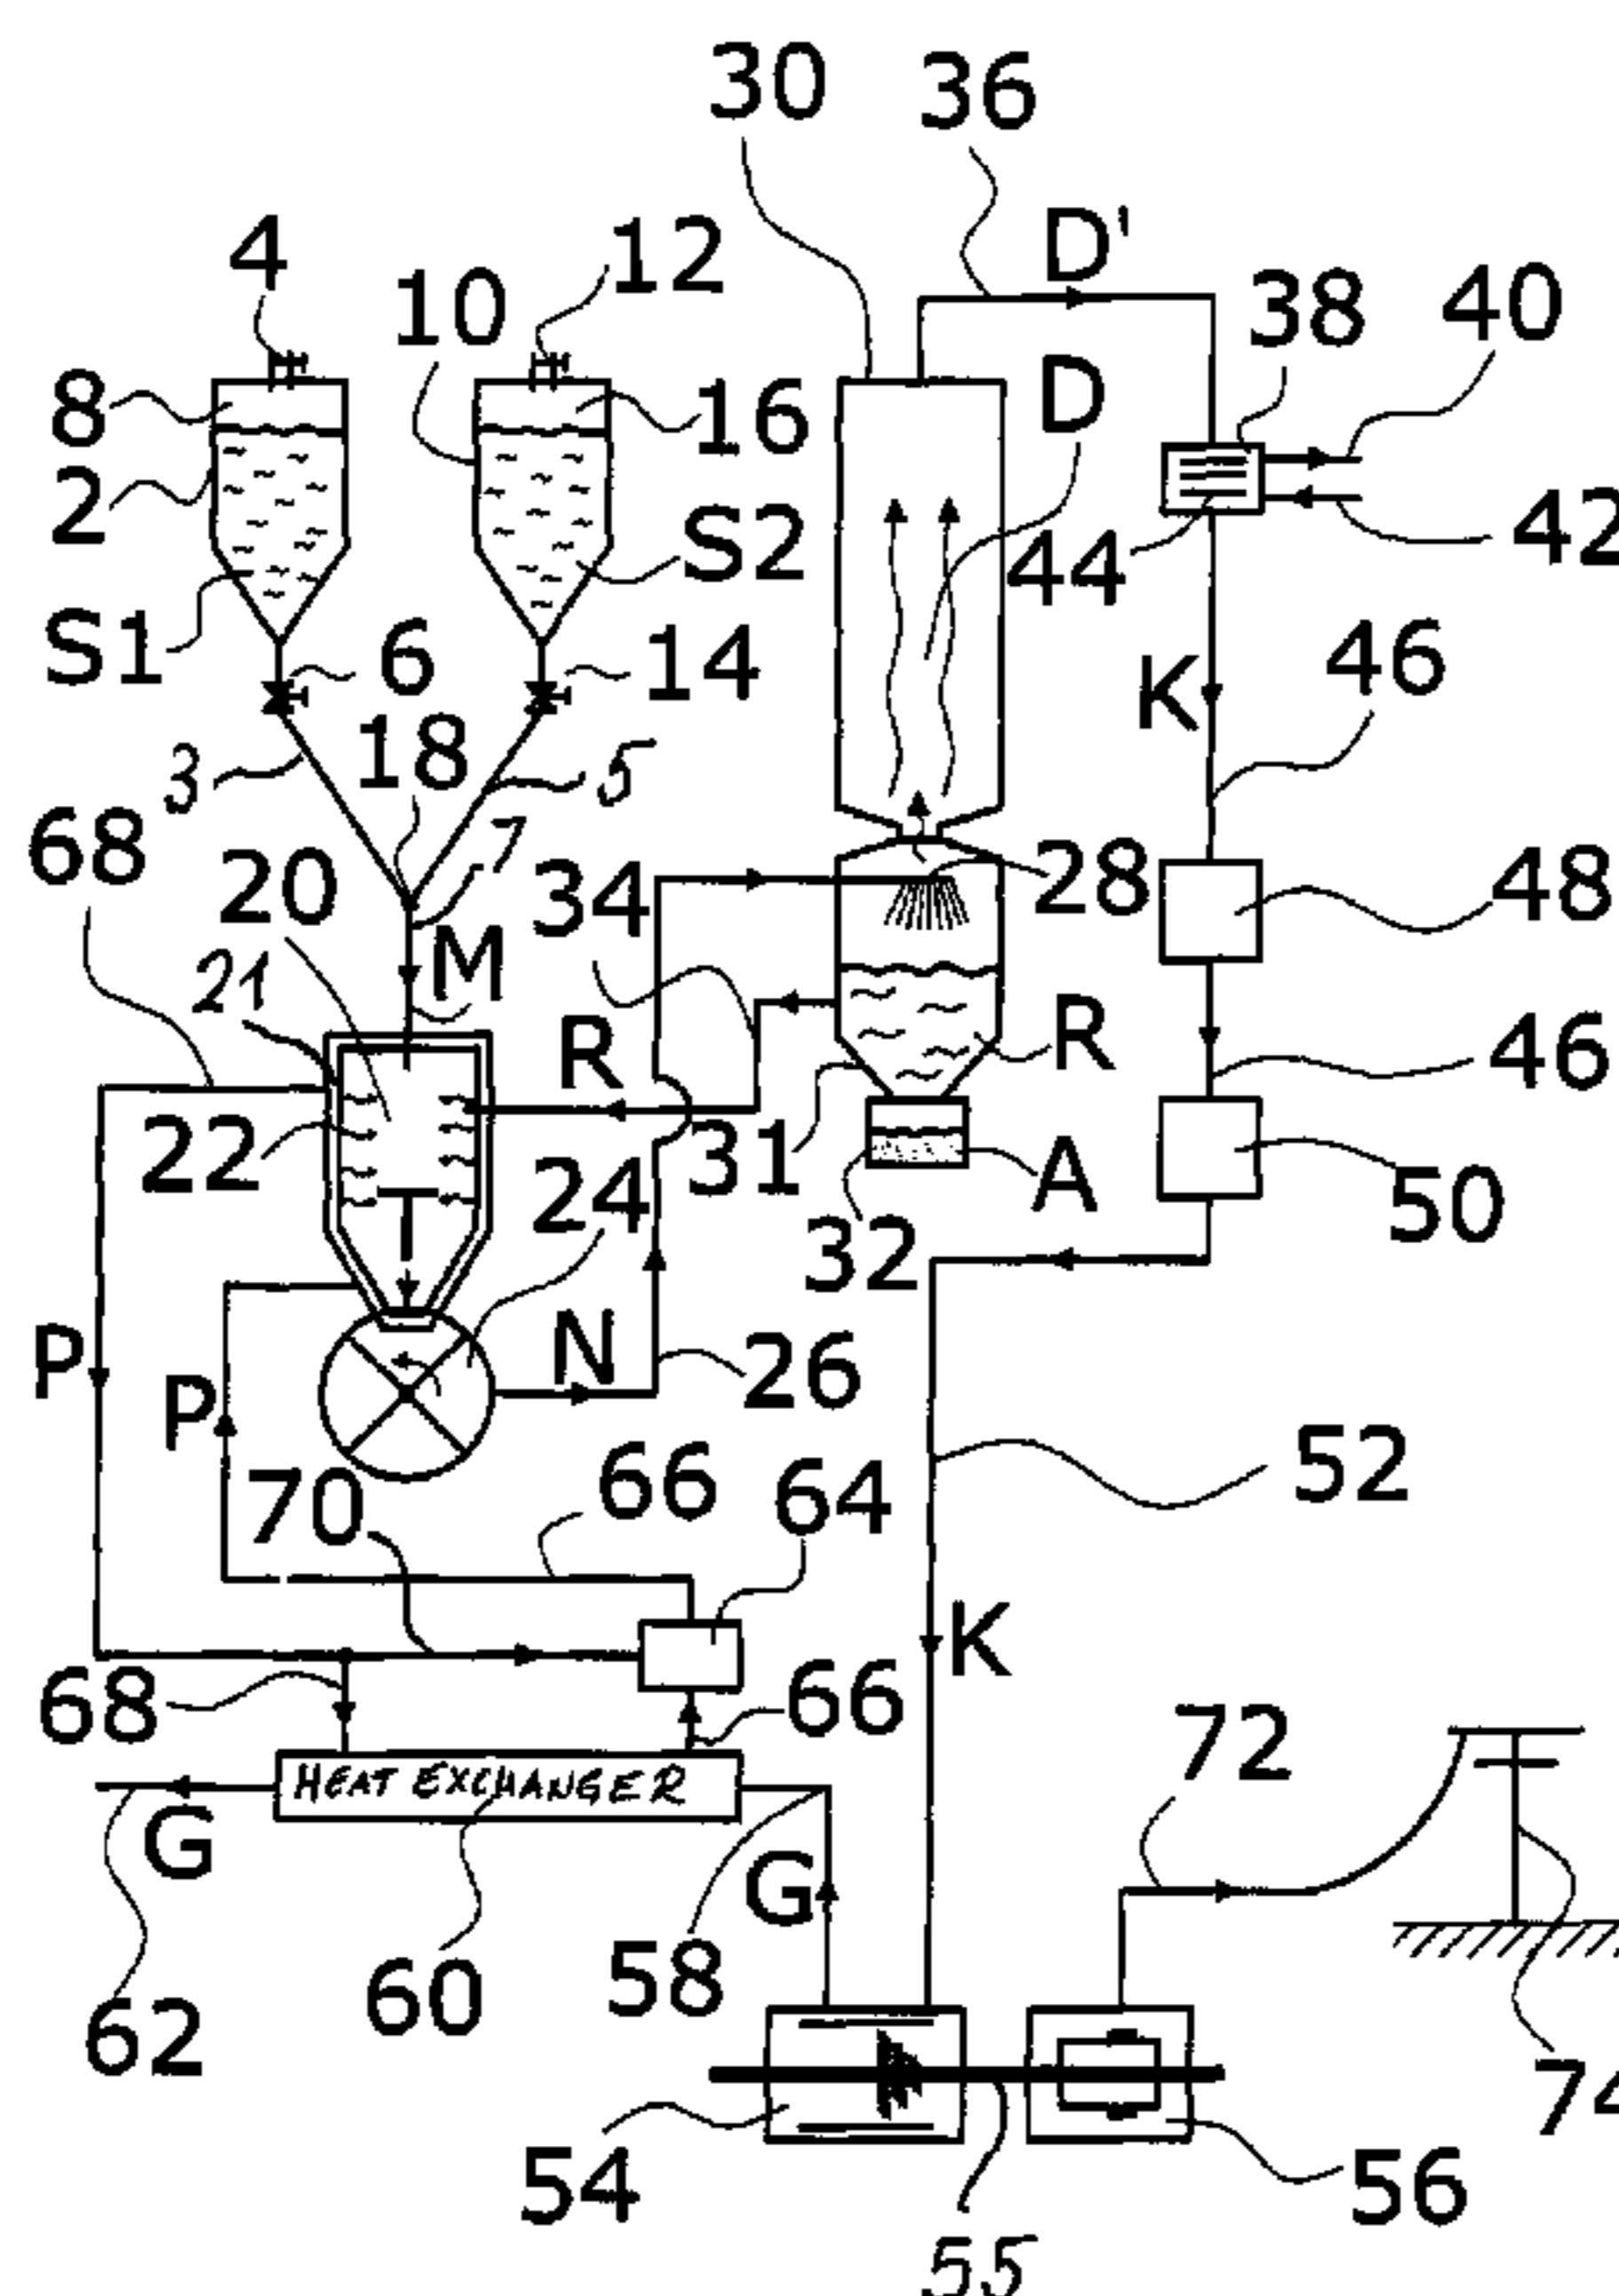 30 36
4 12 D'
10 38 40
8 16 D
2 S2 44 42
S1 6 14 K 46
3 18 5
68 20 7 34 28 48
21 M R R 46
22 24 31 A 50
T 32
P P N 26
70 66 64 52
K
68 66 72
HEAT EXCHANGER
G G
62 60 58
74
54 55 56